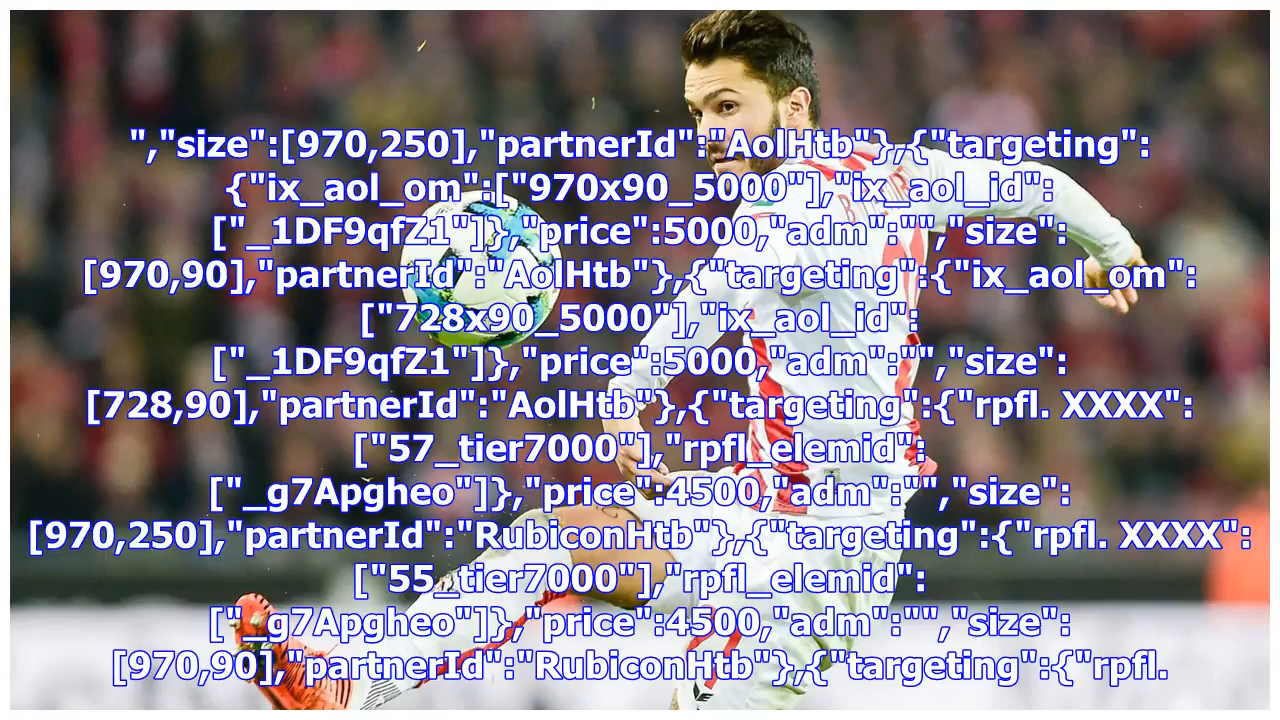 ","size":[970,250],"partnerId":"AolHtb"},{"targeting":
{"ix_aol_om":["970x90_5000"],"ix_aol_id":
["_1DF9qfZ1"]},"price":5000,"adm":"","size":
[970,90],"partnerId":"AolHtb"},{"targeting":{"ix_aol_om":
["728x90_5000"],"ix_aol_id":
["_1DF9qfZ1"]},"price":5000,"adm":"","size":
[728,90],"partnerId":"AolHtb"},{"targeting":{"rpfl. XXXX":
["57_tier7000"],"rpfl_elemid":
["_g7Apgheo"]},"price":4500,"adm":"","size":
[970,250],"partnerId":"RubiconHtb"},{"targeting":{"rpfl. XXXX":
["55_tier7000"],"rpfl_elemid":
["_g7Apgheo"]},"price":4500,"adm":"","size":
[970,90],"partnerId":"RubiconHtb"},{"targeting":{"rpfl.